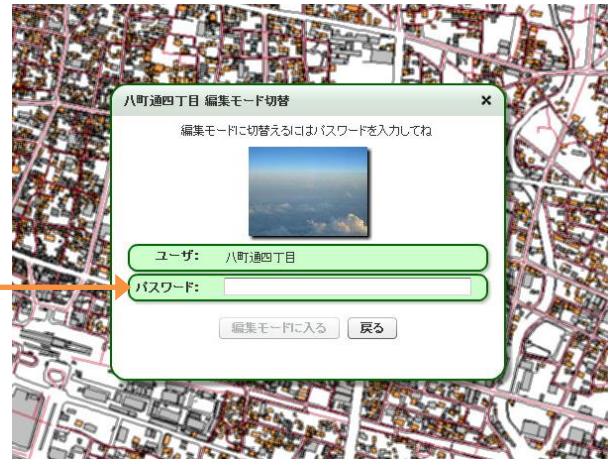 八町通四丁目 編集モード切替 ×
編集モードに切替えるにはパスワードを入力してね
ユーザ: 八町通四丁目
パスワード:
編集モードに入る 戻る